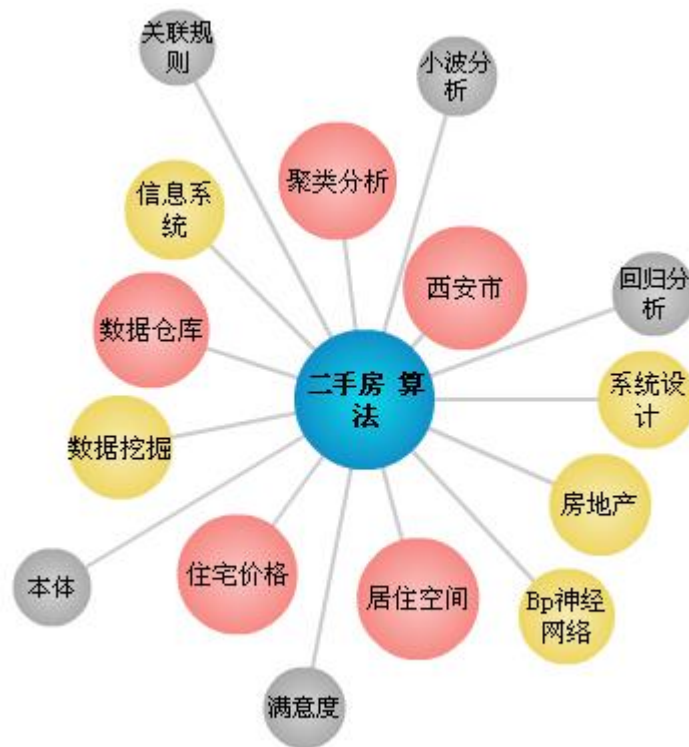 关联规
则
小波分
析
聚类分析
信息系
统
西安市
回归分
析
数据仓库
二手房 算
法
系统设
计
数据挖掘
房地产
住宅价格
居住空间
本体
Bp神经
网络
满意度